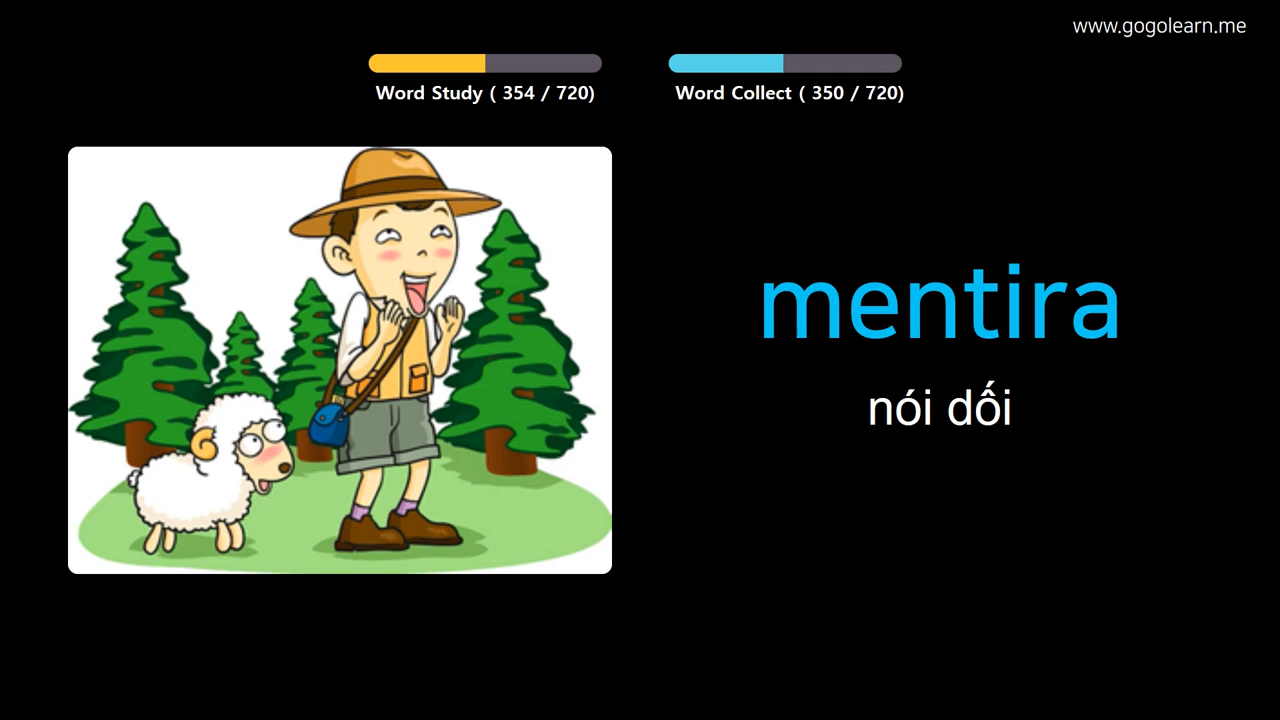 www.gogolearn.me
Word Study ( 354 / 720)
Word Collect ( 350 / 720)
mentira
nói dối